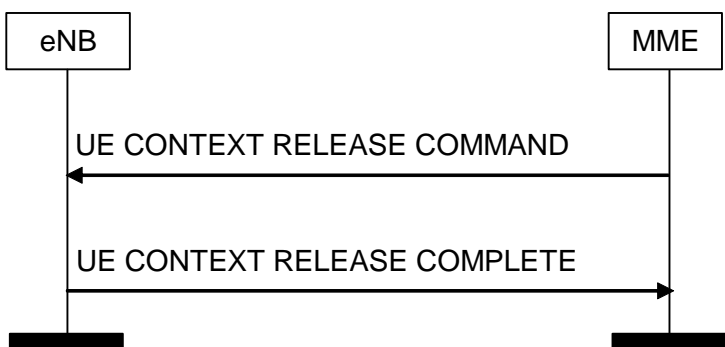 eNB
MME
UE CONTEXT RELEASE COMMAND
UE CONTEXT RELEASE COMPLETE